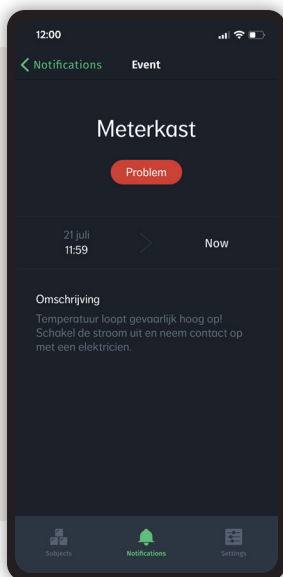 12:00
Notifications Event
Meterkast
Problem
21 juli
11:59
Now
Omschrijving
Temperatuur loopt gevaarlijk hoog op!
Schakel de stroom uit en neem contact op
met een elektricien.
Subjects Notifications Settings